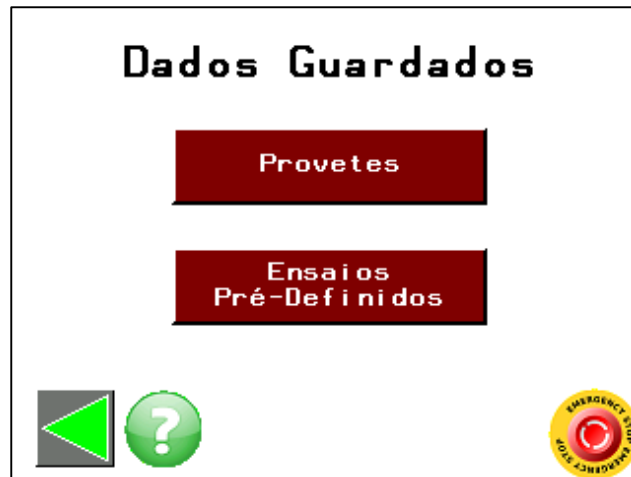 Dados Guardados
Provetes
Ensaios
Pré-Definidos
?
EMERGENCY STOP EMERGENCY STOP